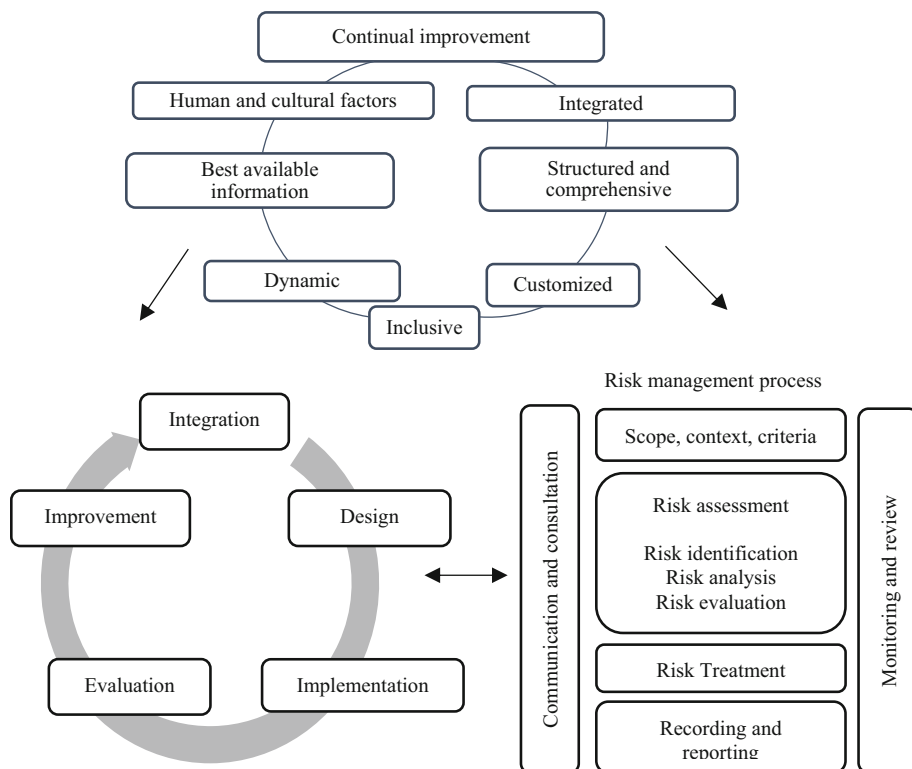 Continual improvement
Human and cultural factors
Integrated
Best available
information
Structured and
comprehensive
Dynamic
Customized
Inclusive
Risk management process
Integration
Improvement
Design
Evaluation
Implementation
Communication and consultation
Scope, context, criteria
Risk assessment
Risk identification
Risk analysis
Risk evaluation
Risk Treatment
Recording and
reporting
Monitoring and review